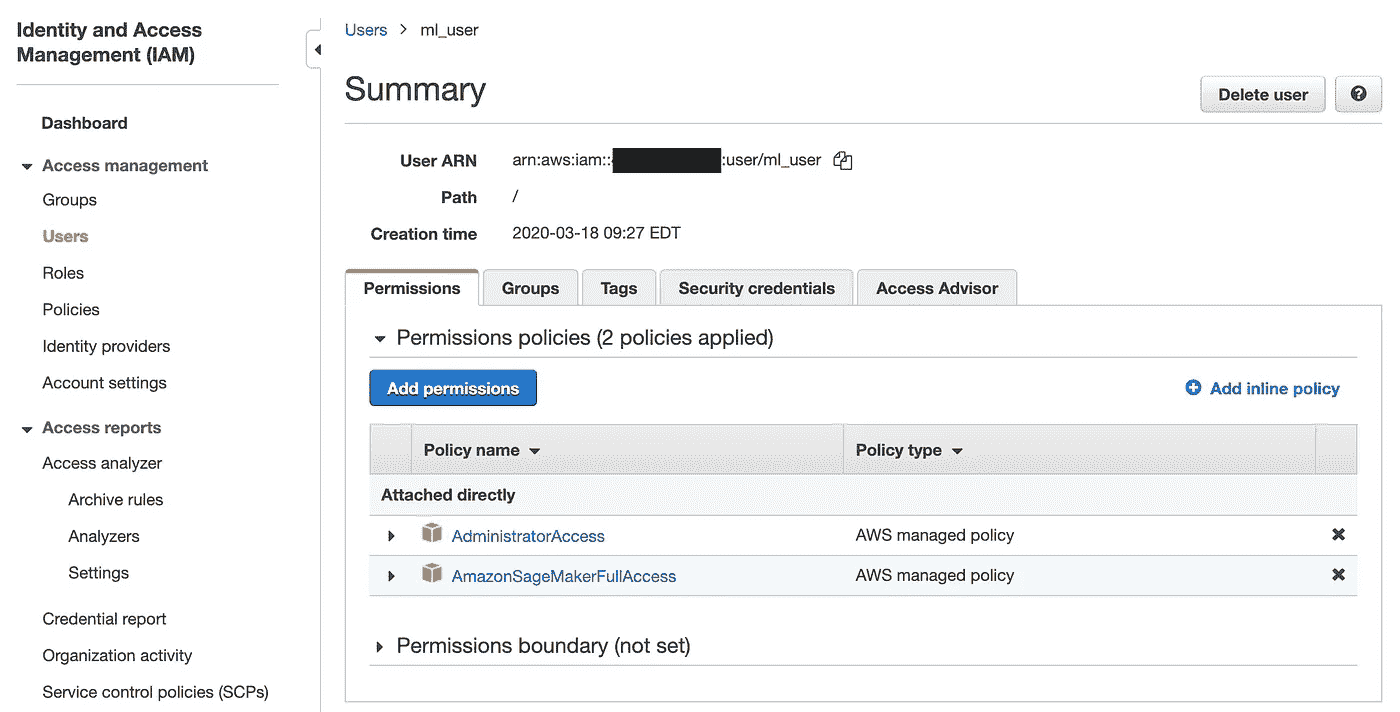 Identity and Access
Management (IAM)
Dashboard
Access management
Groups
Users
Roles
Policies
Identity providers
Account settings
Access reports
Access analyzer
Archive rules
Analyzers
Settings
Credential report
Organization activity
Service control policies (SCPs)
Users > ml_user
Summary
Delete user
?
User ARN arn:aws:iam:: :user/ml_user
Path /
Creation time 2020-03-18 09:27 EDT
Permissions Groups Tags Security credentials Access Advisor
Permissions policies (2 policies applied)
Add permissions Add inline policy
Policy name Policy type
Attached directly
AdministratorAccess AWS managed policy
AmazonSageMakerFullAccess AWS managed policy
Permissions boundary (not set)